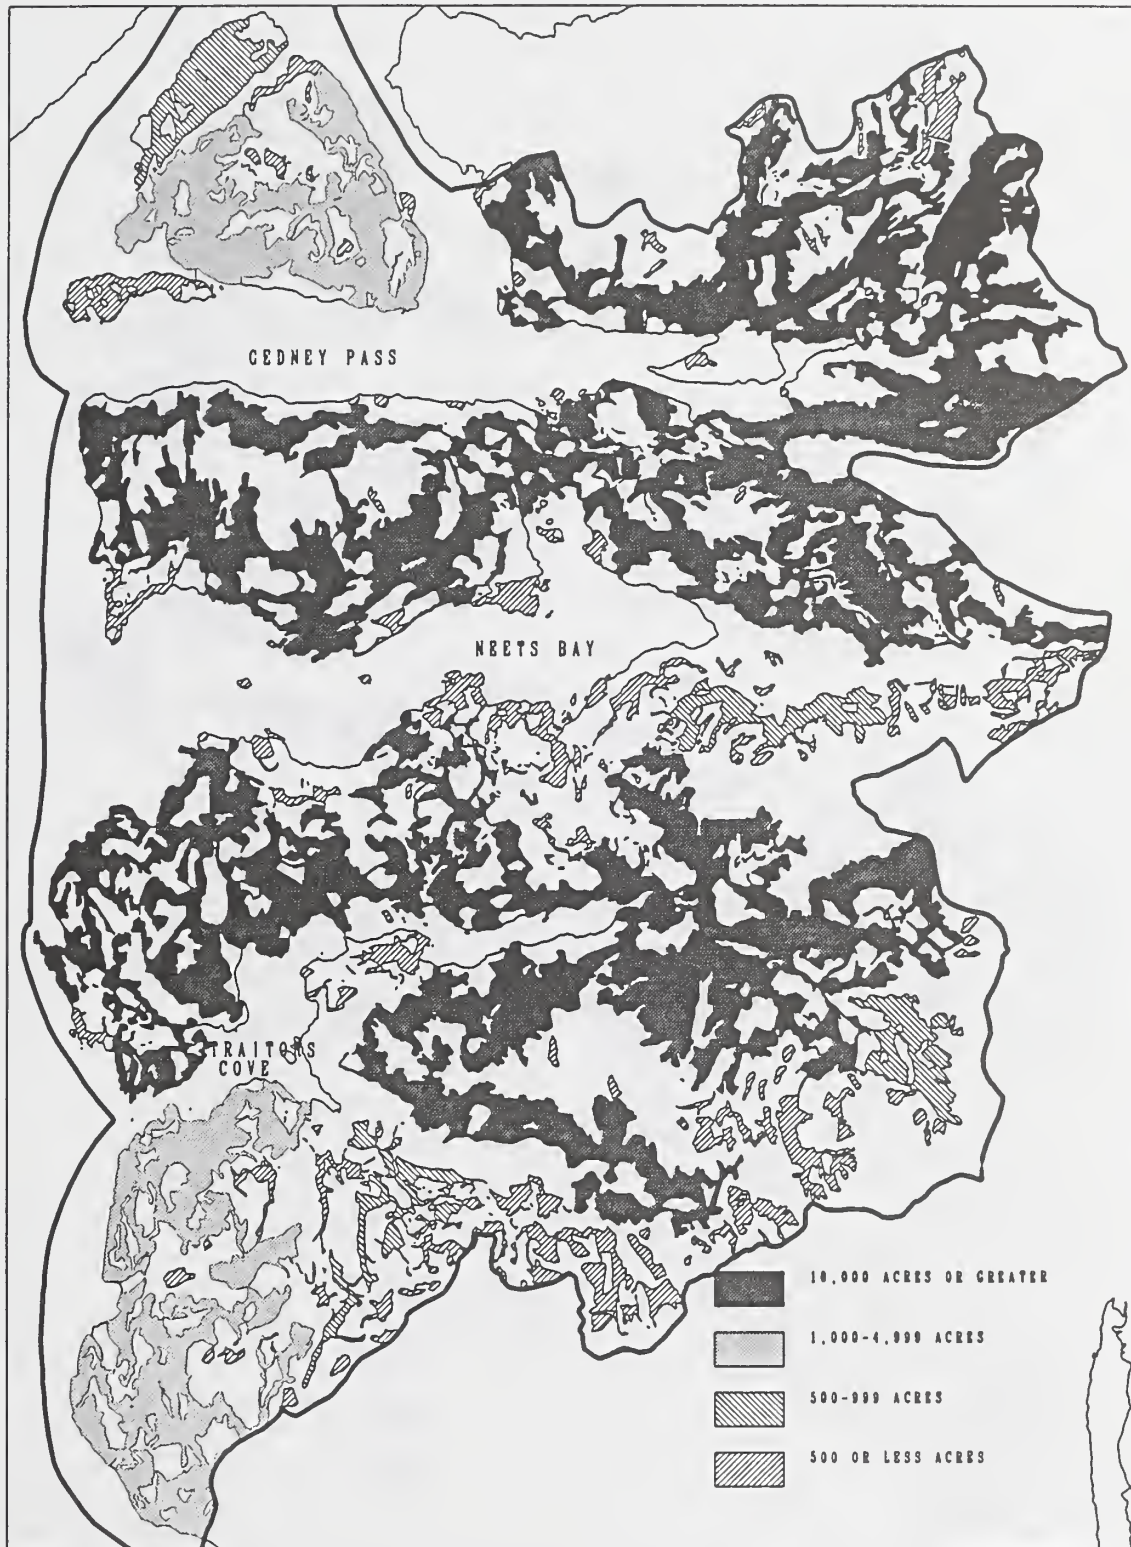 GEDNEY PASS
NEETS BAY
TRAITORS
COVE
10,000 ACRES OR GREATER
1,000-4,999 ACRES
500-999 ACRES
500 OR LESS ACRES